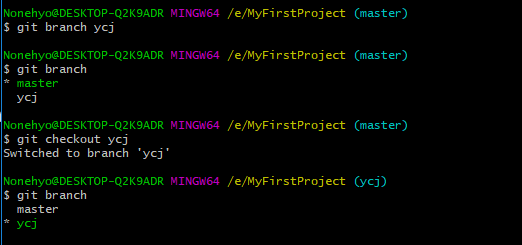 Nonehyo@DESKTOP-Q2K9ADR MINGW64 /e/MyFirstProject (master)
$ git branch ycj
Nonehyo@DESKTOP-Q2K9ADR MINGW64 /e/MyFirstProject (master)
$ git branch
* master
  ycj
Nonehyo@DESKTOP-Q2K9ADR MINGW64 /e/MyFirstProject (master)
$ git checkout ycj
Switched to branch 'ycj'
Nonehyo@DESKTOP-Q2K9ADR MINGW64 /e/MyFirstProject (ycj)
$ git branch
  master
* ycj